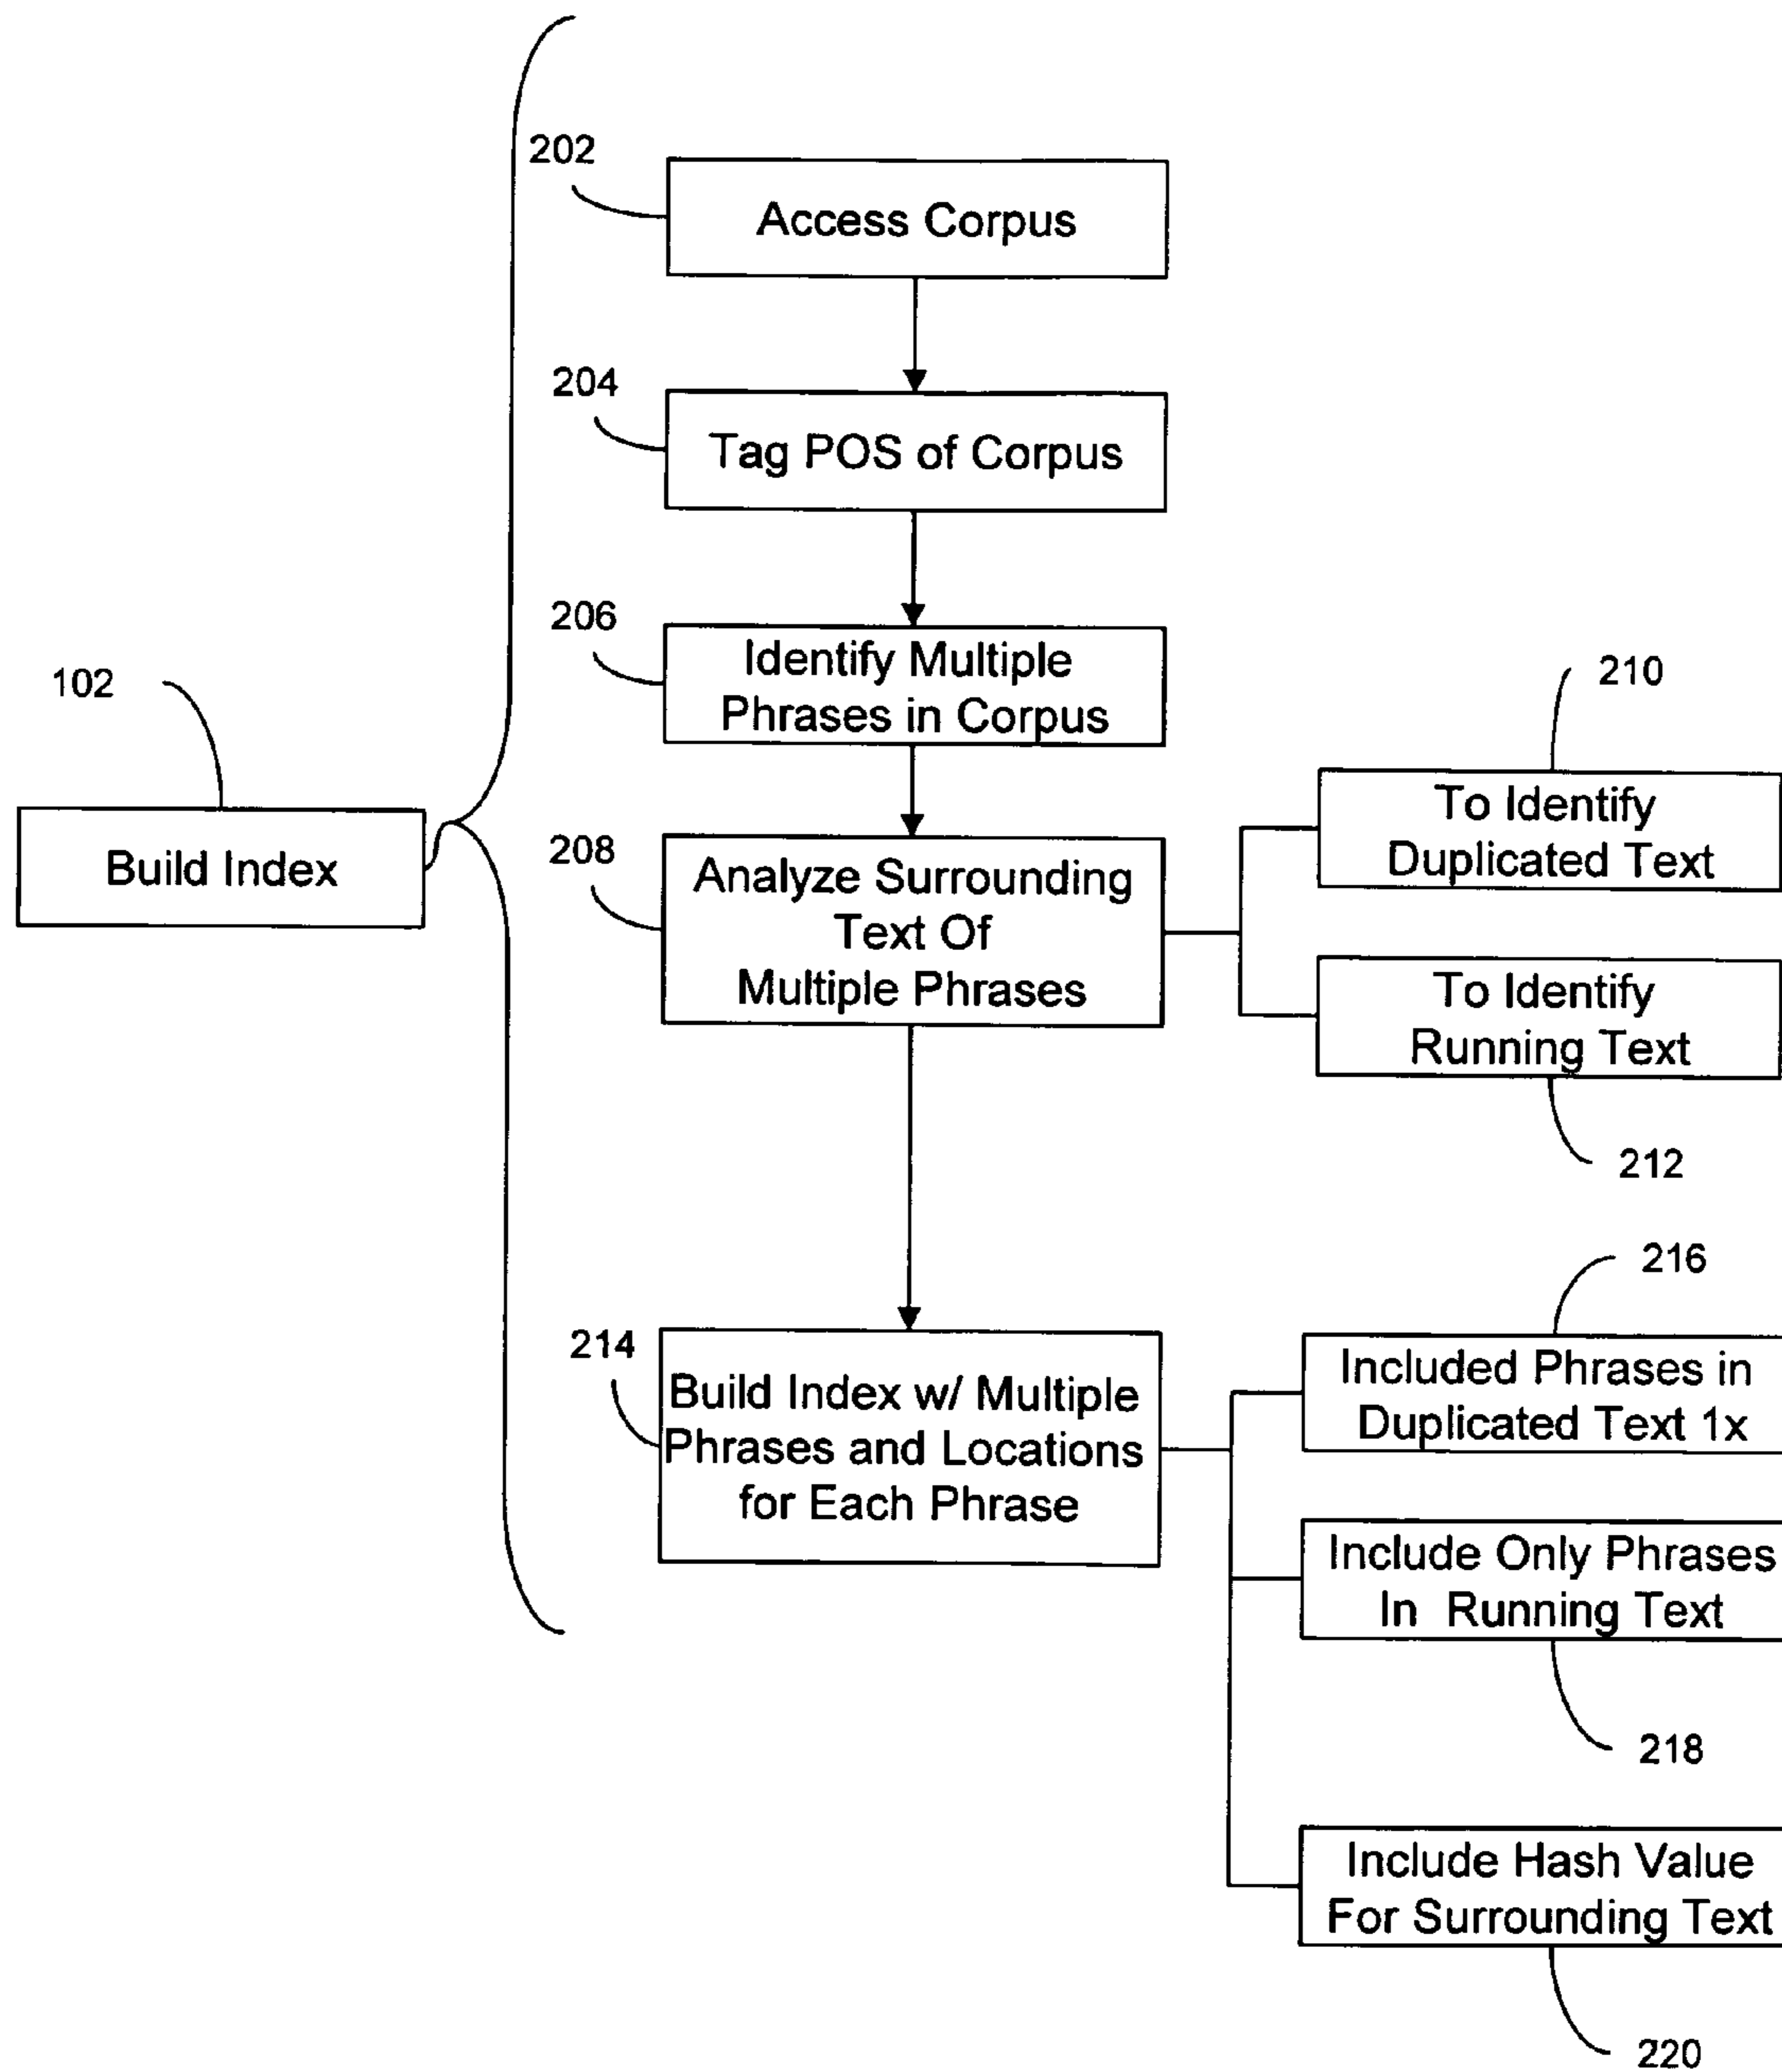 202
Access Corpus
204
Tag POS of Corpus
206
Identify Multiple
Phrases in Corpus
102
Build Index
208
Analyze Surrounding
Text Of
Multiple Phrases
210
To Identify
Duplicated Text
To Identify
Running Text
212
214
Build Index w/ Multiple
Phrases and Locations
for Each Phrase
216
Included Phrases in
Duplicated Text 1x
Include Only Phrases
In Running Text
218
Include Hash Value
For Surrounding Text
220